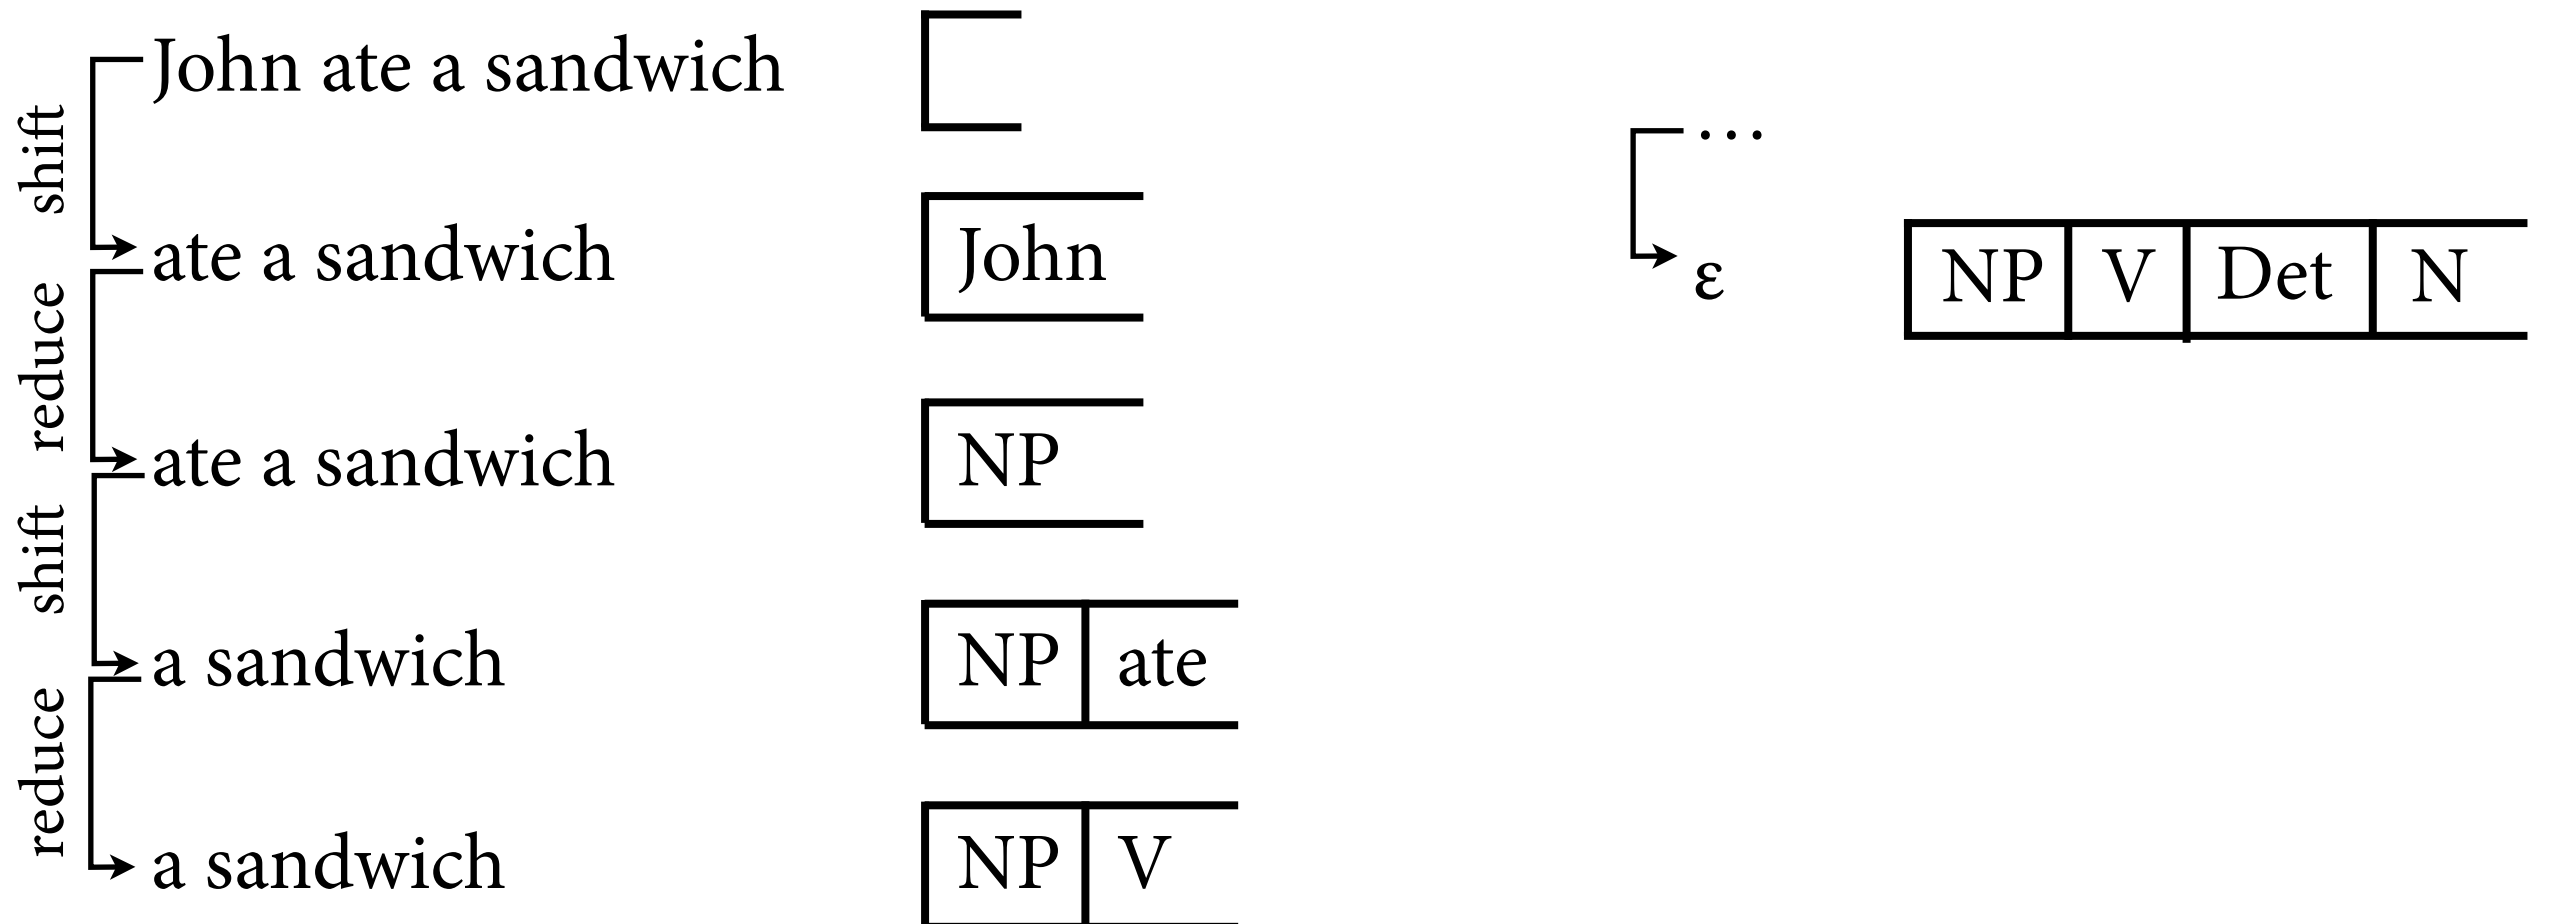 shift
reduce
shift
reduce
John ate a sandwich
ate a sandwich
John
ate a sandwich
NP
a sandwich
NP ate
a sandwich
NP V
...
ε
NP V Det N